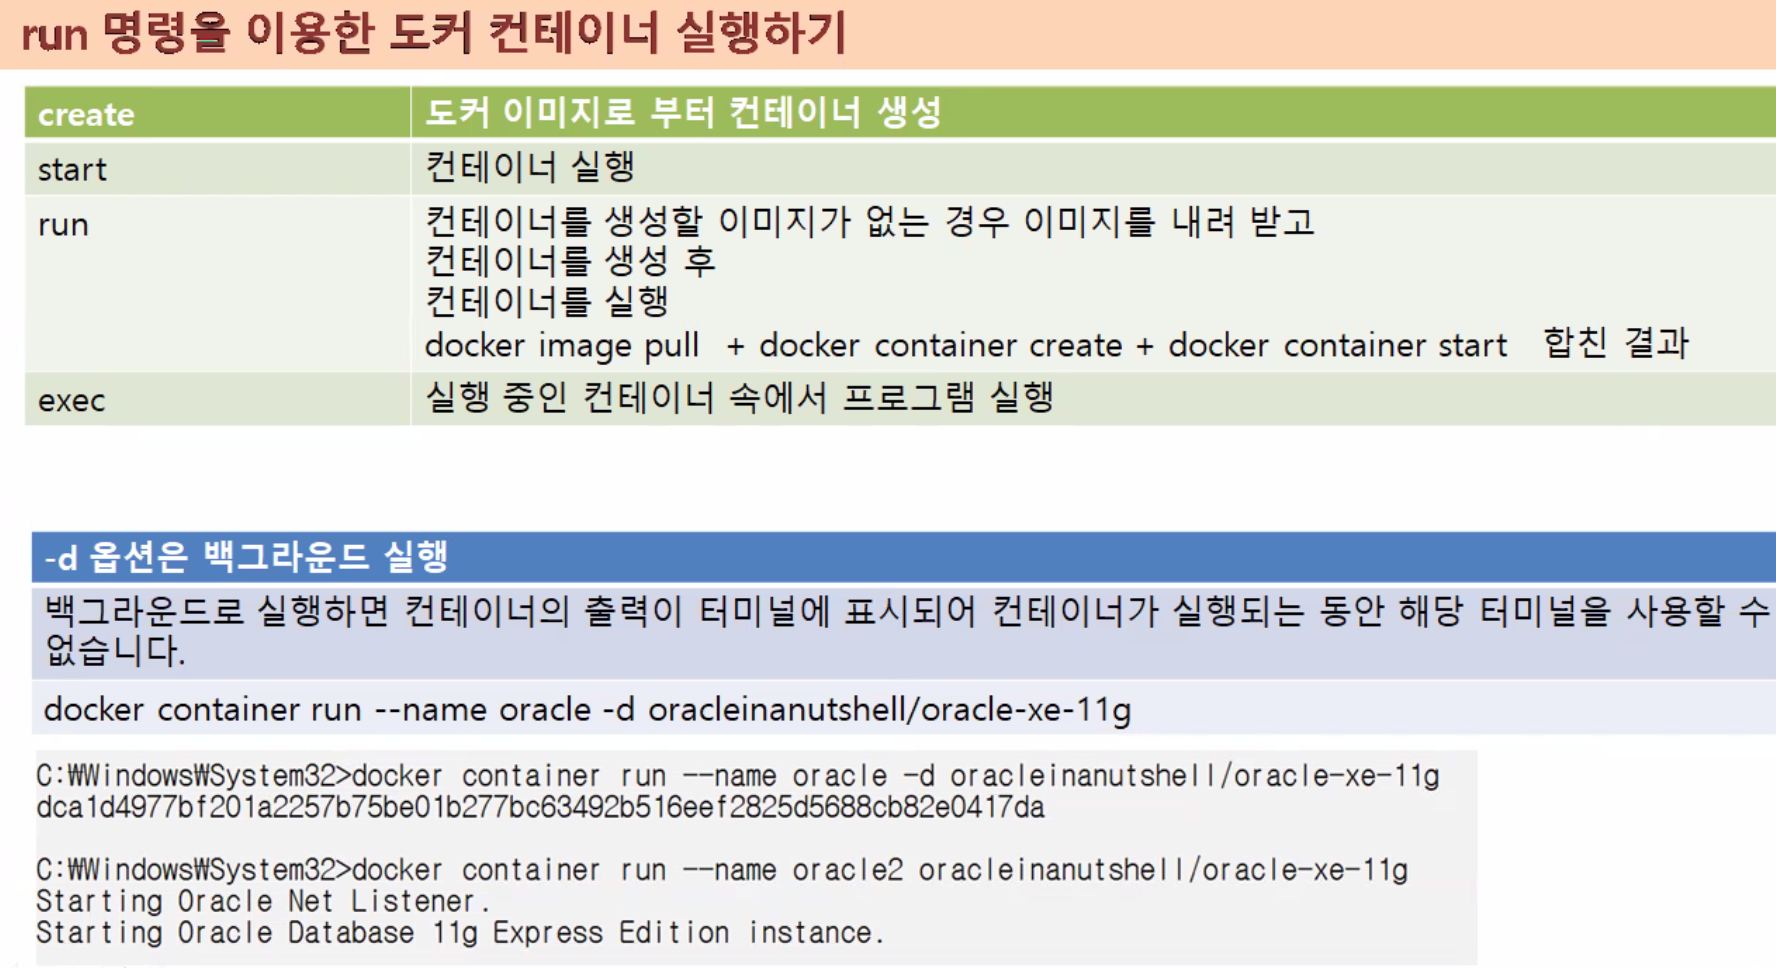 run 명령을 이용한 도커 컨테이너 실행하기
create 도커 이미지로 부터 컨테이너 생성
start 컨테이너 실행
run 컨테이너를 생성할 이미지가 없는 경우 이미지를 내려 받고
컨테이너를 생성 후
컨테이너를 실행
docker image pull + docker container create + docker container start 합친 결과
exec 실행 중인 컨테이너 속에서 프로그램 실행
-d 옵션은 백그라운드 실행
백그라운드로 실행하면 컨테이너의 출력이 터미널에 표시되어 컨테이너가 실행되는 동안 해당 터미널을 사용할 수
없습니다.
docker container run --name oracle -d oracleinanutshell/oracle-xe-11g
C:₩Windows₩System32>docker container run --name oracle -d oracleinanutshell/oracle-xe-11g
dca1d4977bf201a2257b75be01b277bc63492b516eef2825d5688cb82e0417da
C:₩Windows₩System32>docker container run --name oracle2 oracleinanutshell/oracle-xe-11g
Starting Oracle Net Listener.
Starting Oracle Database 11g Express Edition instance.